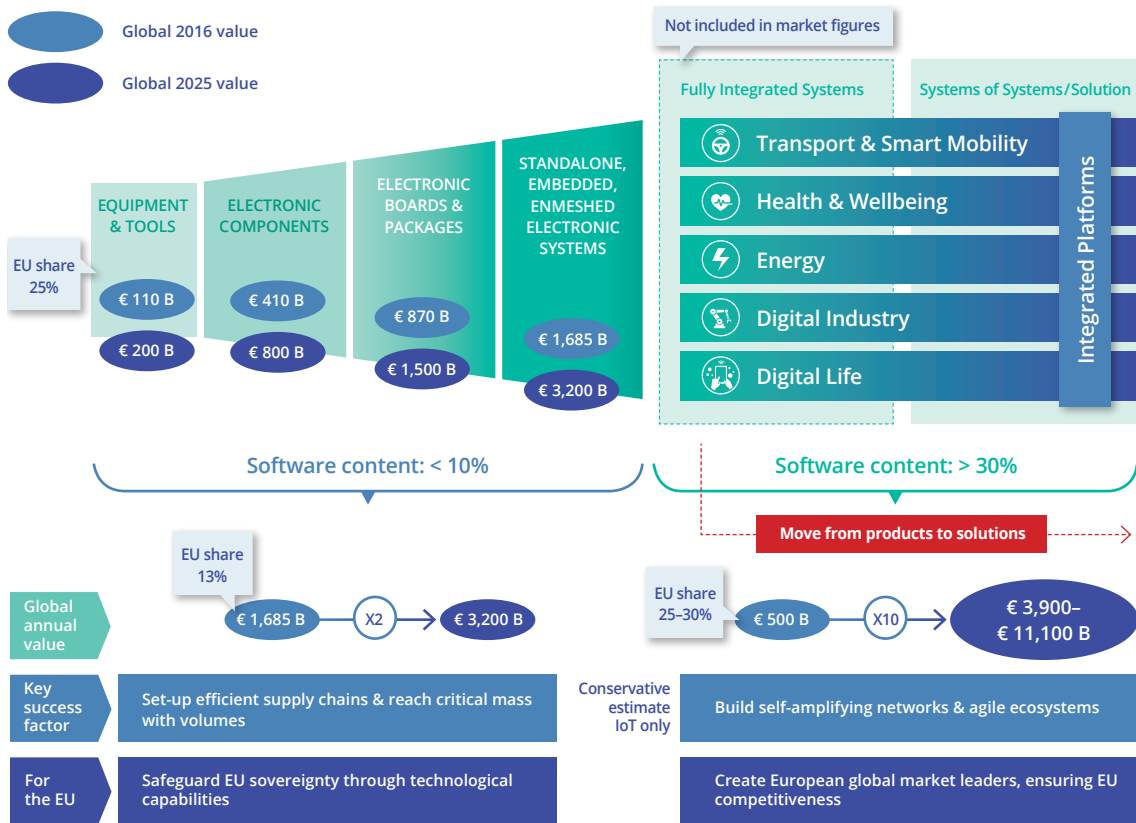 Global 2016 value
Global 2025 value
Not included in market figures
Fully Integrated Systems
Systems of Systems/Solution
EQUIPMENT
& TOOLS
ELECTRONIC
COMPONENTS
ELECTRONIC
BOARDS &
PACKAGES
STANDALONE,
EMBEDDED,
ENMESHED
ELECTRONIC
SYSTEMS
EU share
25%
€ 110 B
€ 200 B
€ 410 B
€ 800 B
€ 870 B
€ 1,500 B
€ 1,685 B
€ 3,200 B
Transport & Smart Mobility
Health & Wellbeing
Energy
Digital Industry
Digital Life
Integrated Platforms
Software content: < 10%
Software content: > 30%
Move from products to solutions
Global
annual
value
EU share
13%
€ 1,685 B
X2
€ 3,200 B
EU share
25–30%
€ 500 B
X10
€ 3,900–
€ 11,100 B
Key
success
factor
Set-up efficient supply chains & reach critical mass
with volumes
Conservative
estimate
IoT only
Build self-amplifying networks & agile ecosystems
For
the EU
Safeguard EU sovereignty through technological
capabilities
Create European global market leaders, ensuring EU
competitiveness